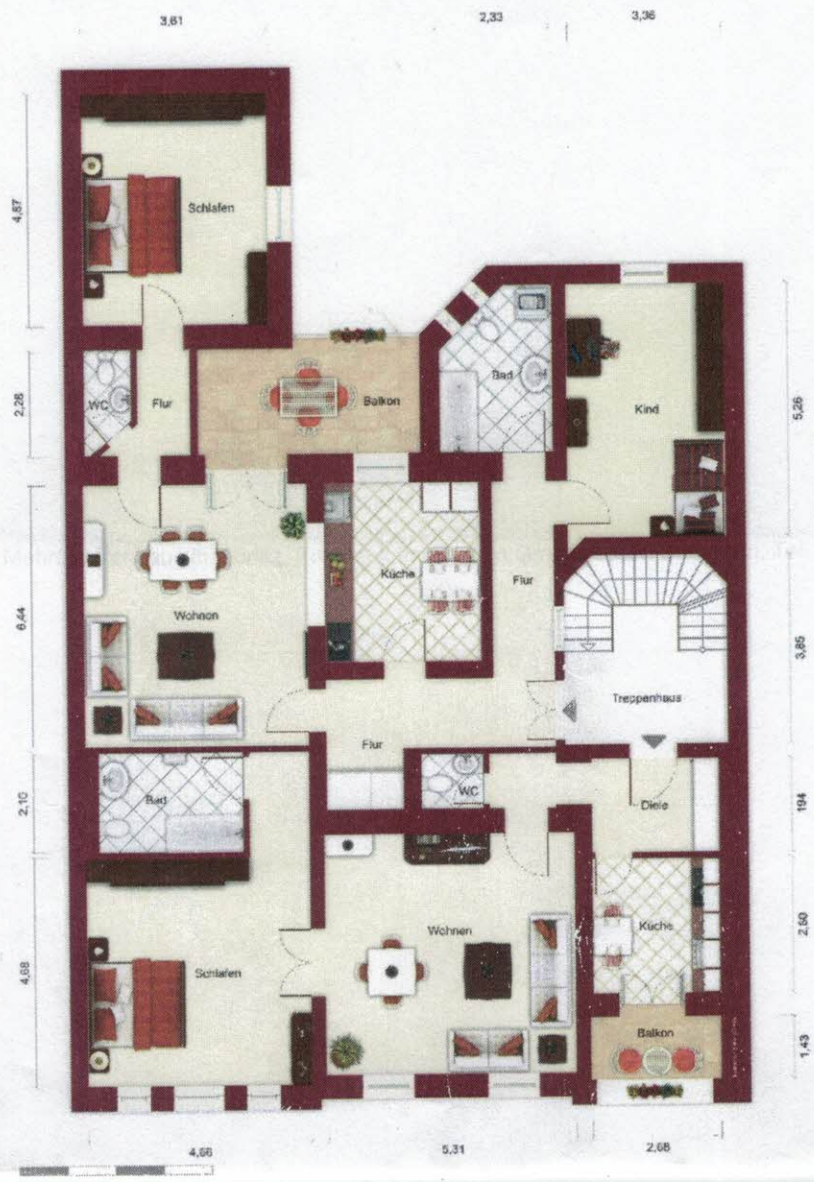 3,61
2,33
3,36
4,87
Schlafen
2,26
WC
Flur
Balkon
Bad
Kind
5,26
6,44
Wohnen
Küche
Flur
3,85
Treppenhaus
Flur
2,10
Bad
WC
Diele
194
4,68
Schlafen
Wohnen
Küche
2,60
Balkon
1,43
4,66
5,31
2,68